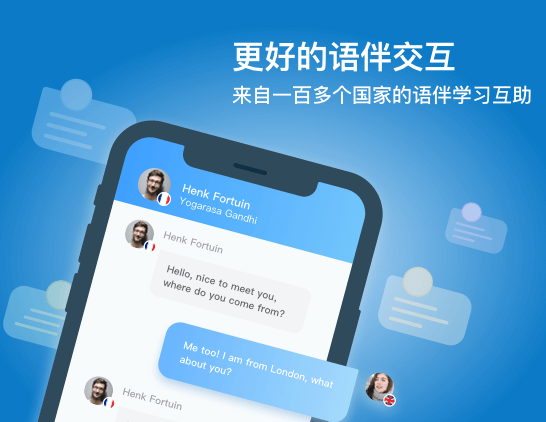 更好的语伴交互
来自一百多个国家的语伴学习互助
Henk Fortuin
Yogarasa Gandhi
Henk Fortuin
Hello, nice to meet you,
where do you come from?
Me too! I am from London, what
about you?
Henk Fortuin